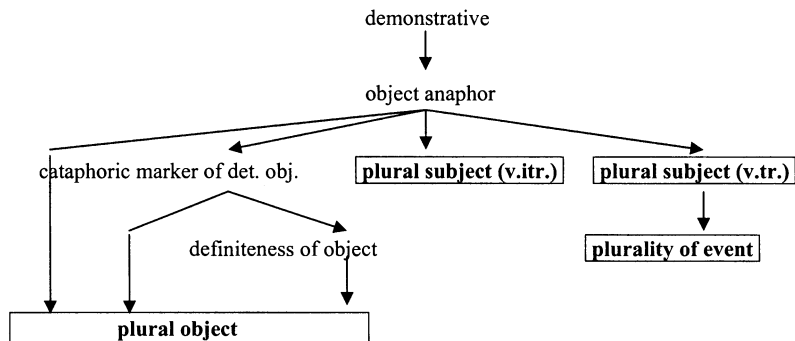 demonstrative
object anaphor
cataphoric marker of det. obj.
plural subject (v.itr.)
plural subject (v.tr.)
definiteness of object
plurality of event
plural object